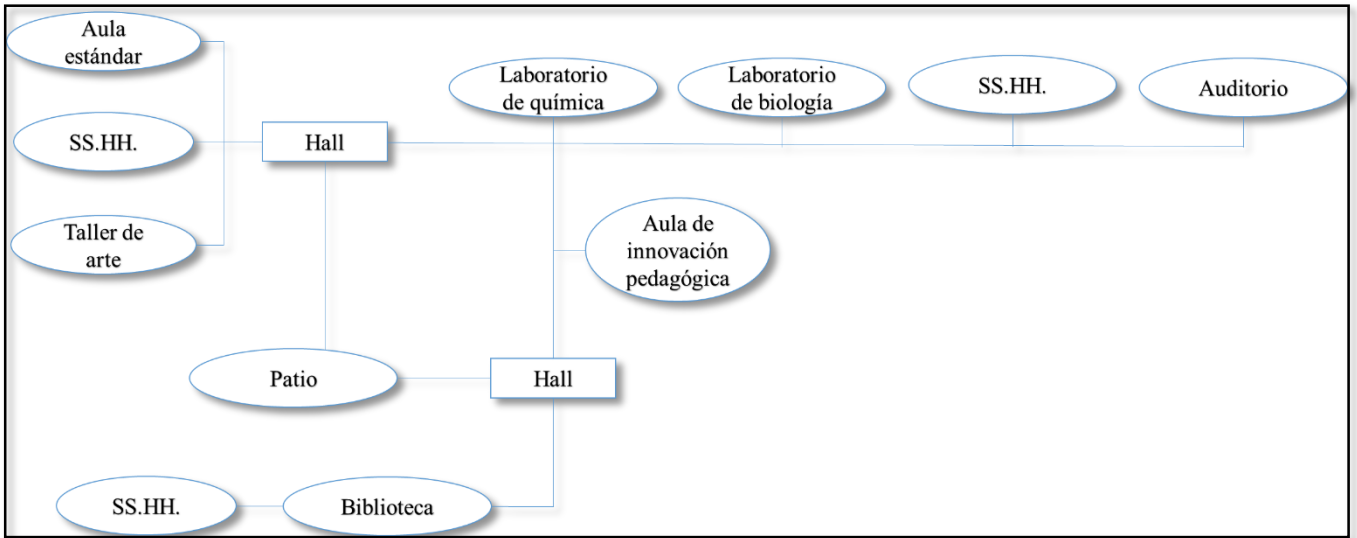 Aula
estándar
Laboratorio
de química
Laboratorio
de biología
SS.HH.
Auditorio
SS.HH.
Hall
Taller de
arte
Aula de
innovación
pedagógica
Patio
Hall
SS.HH.
Biblioteca